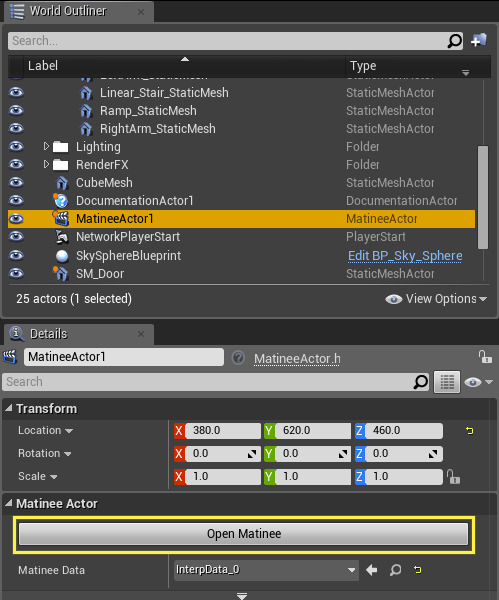 World Outliner
Search...
Label Type
Linear_Stair_StaticMesh StaticMeshActor
Ramp_StaticMesh StaticMeshActor
RightArm_StaticMesh StaticMeshActor
Lighting Folder
RenderFX Folder
CubeMesh StaticMeshActor
DocumentationActor1 DocumentationActor
MatineeActor1 MatineeActor
NetworkPlayerStart PlayerStart
SkySphereBlueprint Edit BP_Sky_Sphere
SM_Door StaticMeshActor
25 actors (1 selected) View Options
Details
MatineeActor1 MatineeActor.h
Search
Transform
Location X 380.0 Y 620.0 Z 460.0
Rotation X 0.0 Y 0.0 Z 0.0
Scale X 1.0 Y 1.0 Z 1.0
Matinee Actor
Open Matinee
Matinee Data InterpData_0